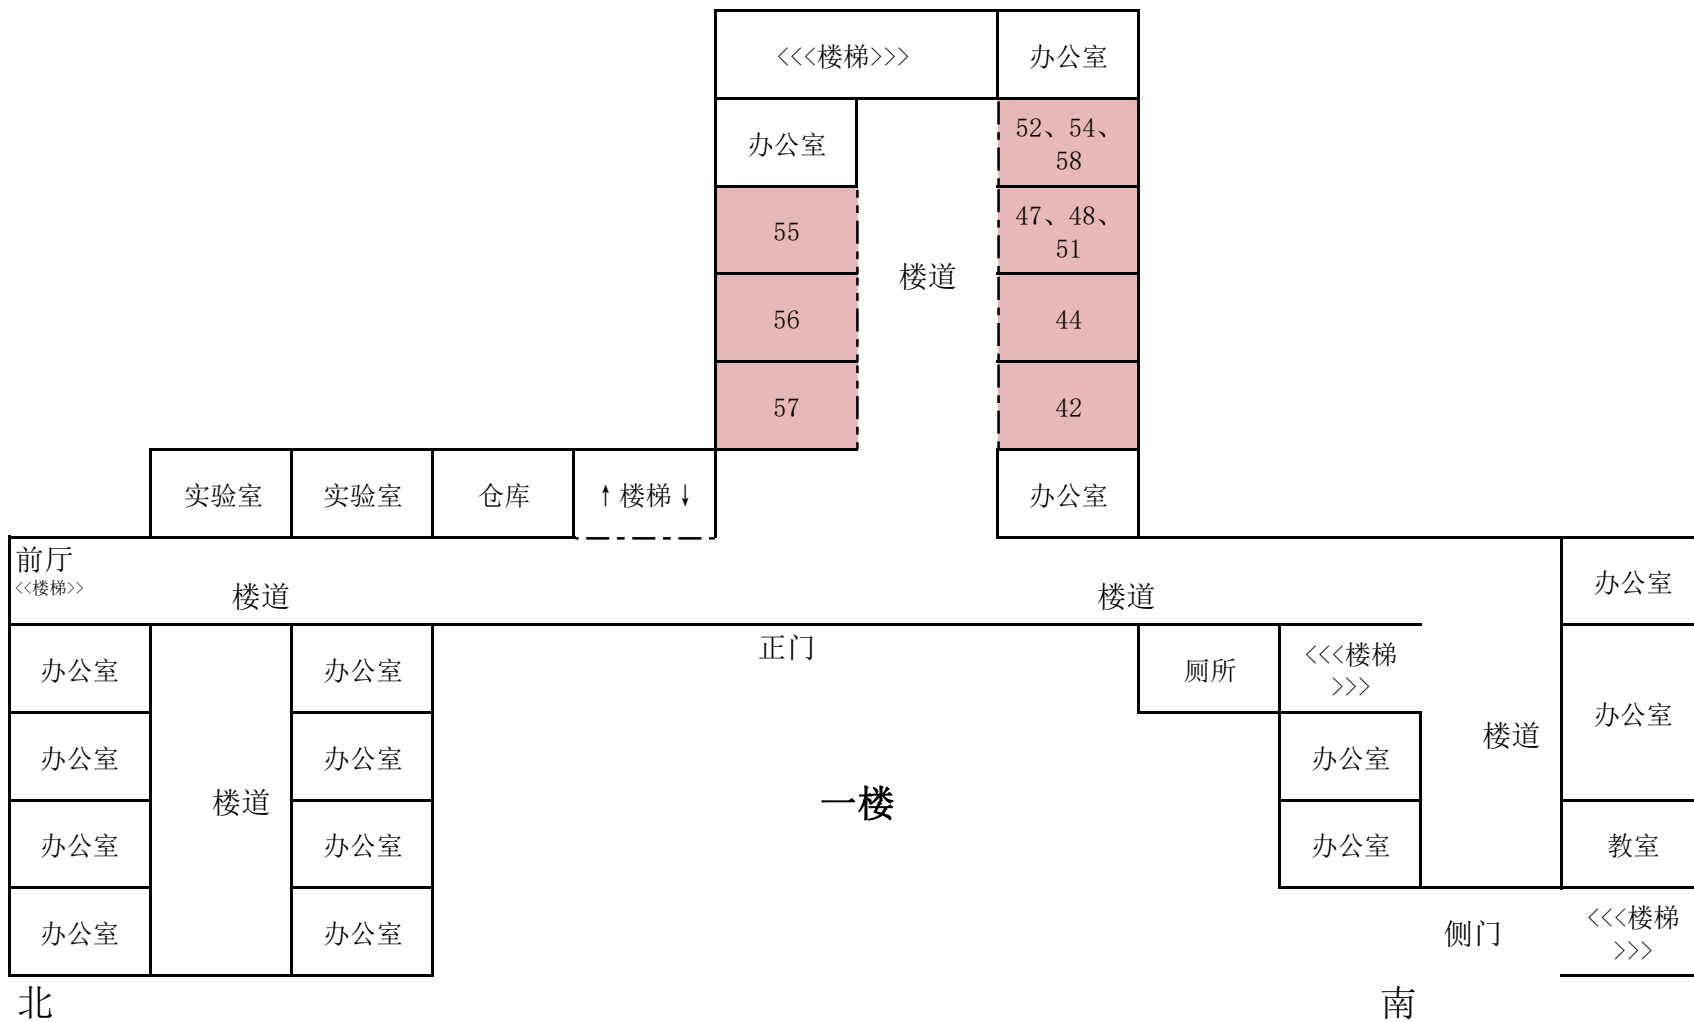 <<<楼梯>>>
办公室
办公室
52、54、
58
55
47、48、
51
楼道
56
44
57
42
实验室
实验室
仓库
↑楼梯↓
办公室
前厅
<<楼梯>>
楼道
楼道
办公室
正门
办公室
办公室
厕所
<<<楼梯
>>>
办公室
办公室
办公室
办公室
楼道
楼道
一楼
办公室
办公室
办公室
教室
办公室
办公室
侧门
<<<楼梯
>>>
北
南